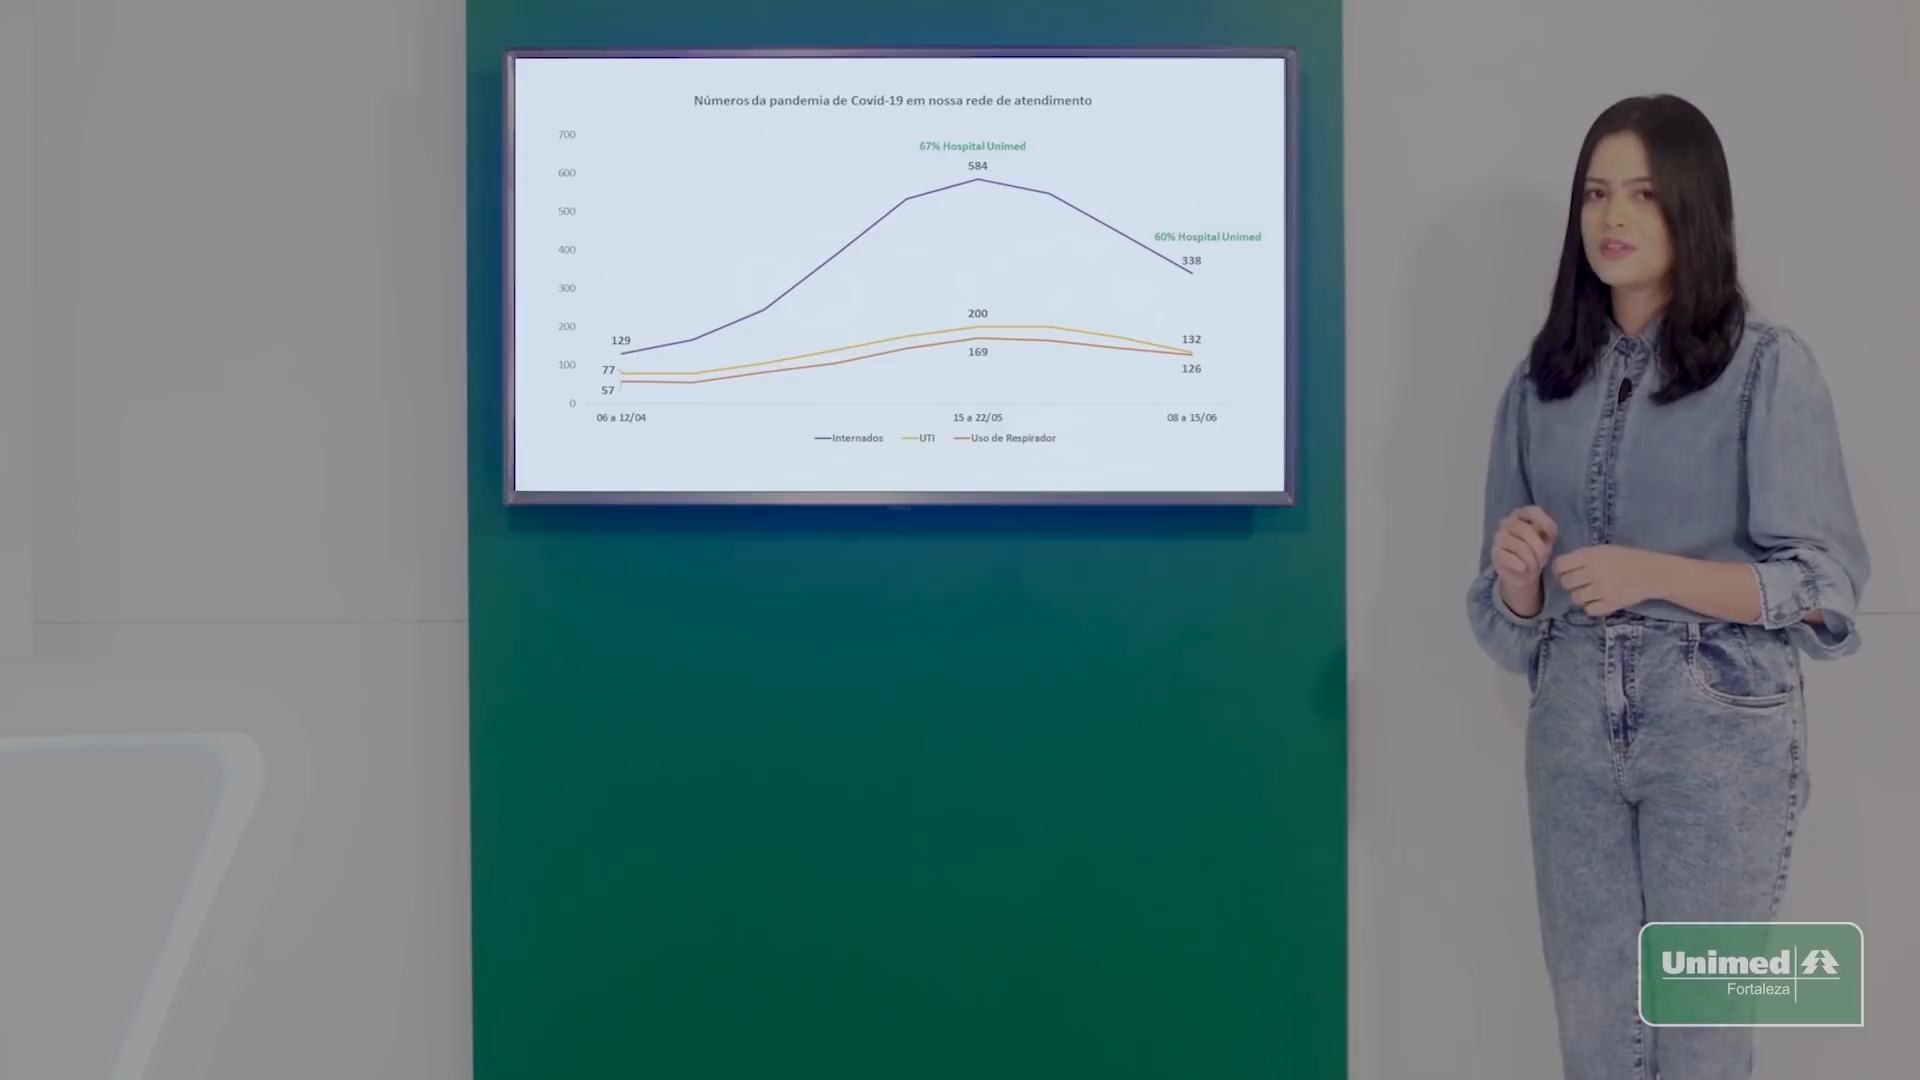 Números da pandemia de Covid-19 em nossa rede de atendimento
700
67% Hospital Unimed
584
600
500
60% Hospital Unimed
400
338
300
200
200
129
132
169
77
100
126
57
0
06 a 12/04
15 a 22/05
08 a 15/06
Internados
UTI
Uso de Respirador
Unimed
Fortaleza